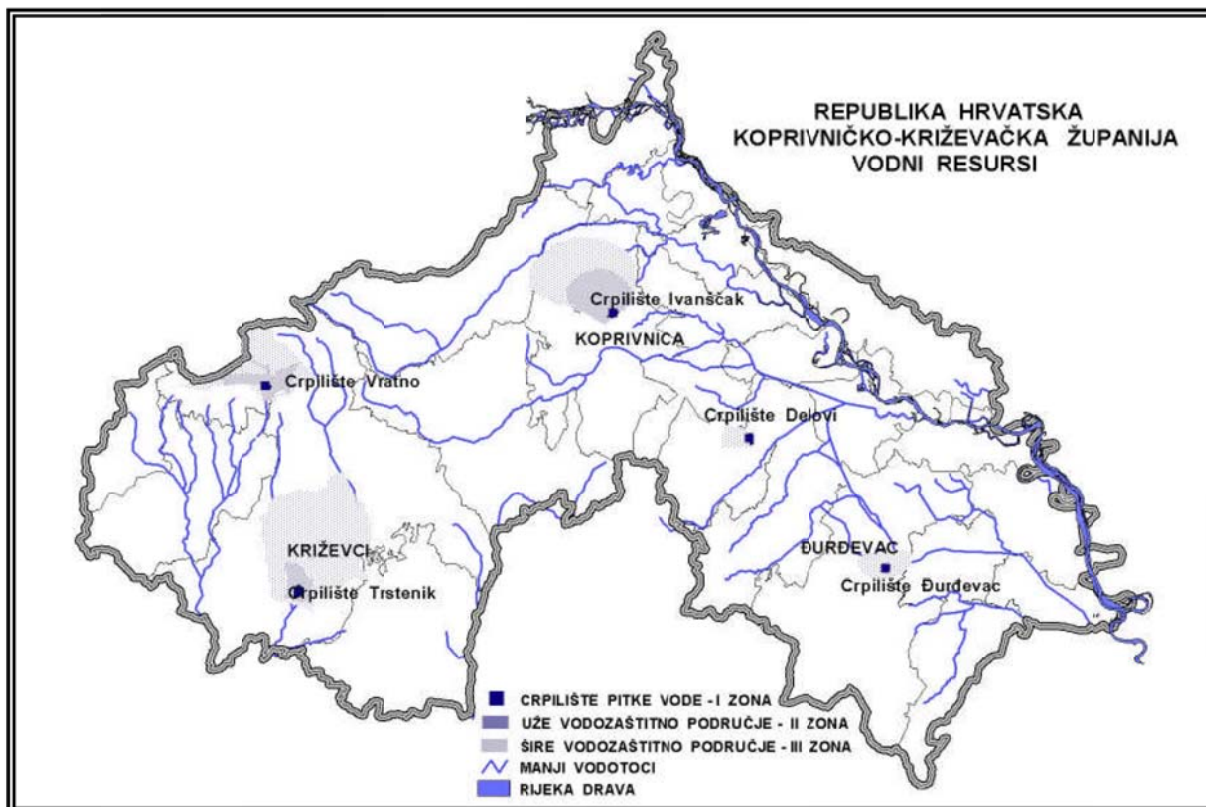 REPUBLIKA HRVATSKA
KOPRIVNIČKO-KRIŽEVAČKA ŽUPANIJA
VODNI RESURSI
Crpilište Ivanščak
KOPRIVNICA
Crpilište Vratno
Crpilište Delovi
KRIŽEVCI
Crpilište Trstenik
ĐURĐEVAC
Crpilište Đurđevac
CRPILIŠTE PITKE VODE - I ZONA
UŽE VODOZAŠTITNO PODRUČJE - II ZONA
ŠIRE VODOZAŠTITNO PODRUČJE - III ZONA
MANJI VODOTOCI
RIJEKA DRAVA